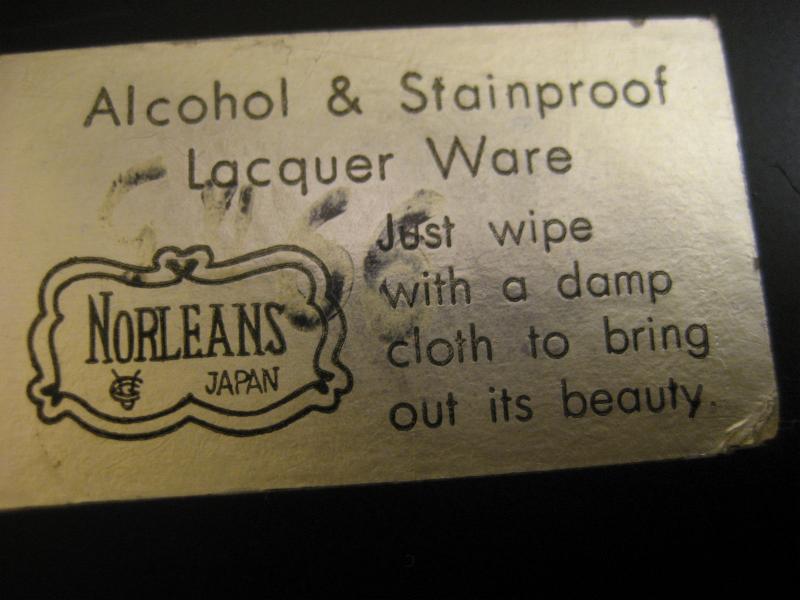 Alcohol & Stainproof
Lacquer Ware
Just wipe
with a damp
cloth to bring
out its beauty.
NORLEANS
JAPAN